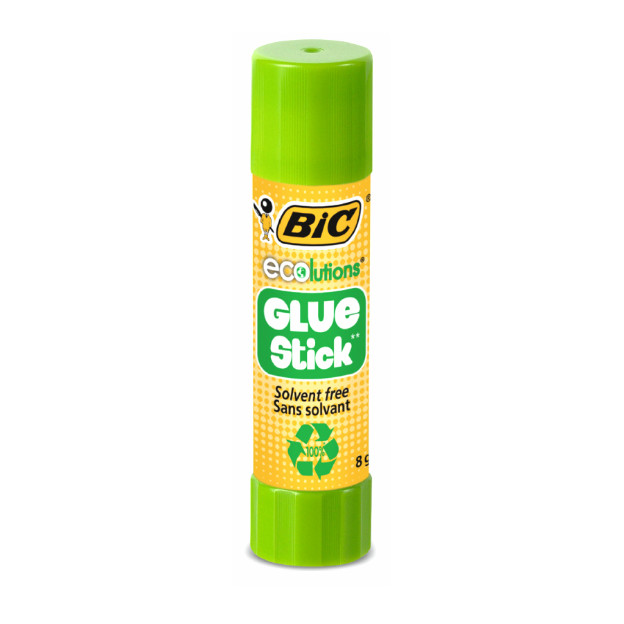 BiC
ecolutions®
GLUE
Stick**
Solvent free
Sans solvant
100%
8 g